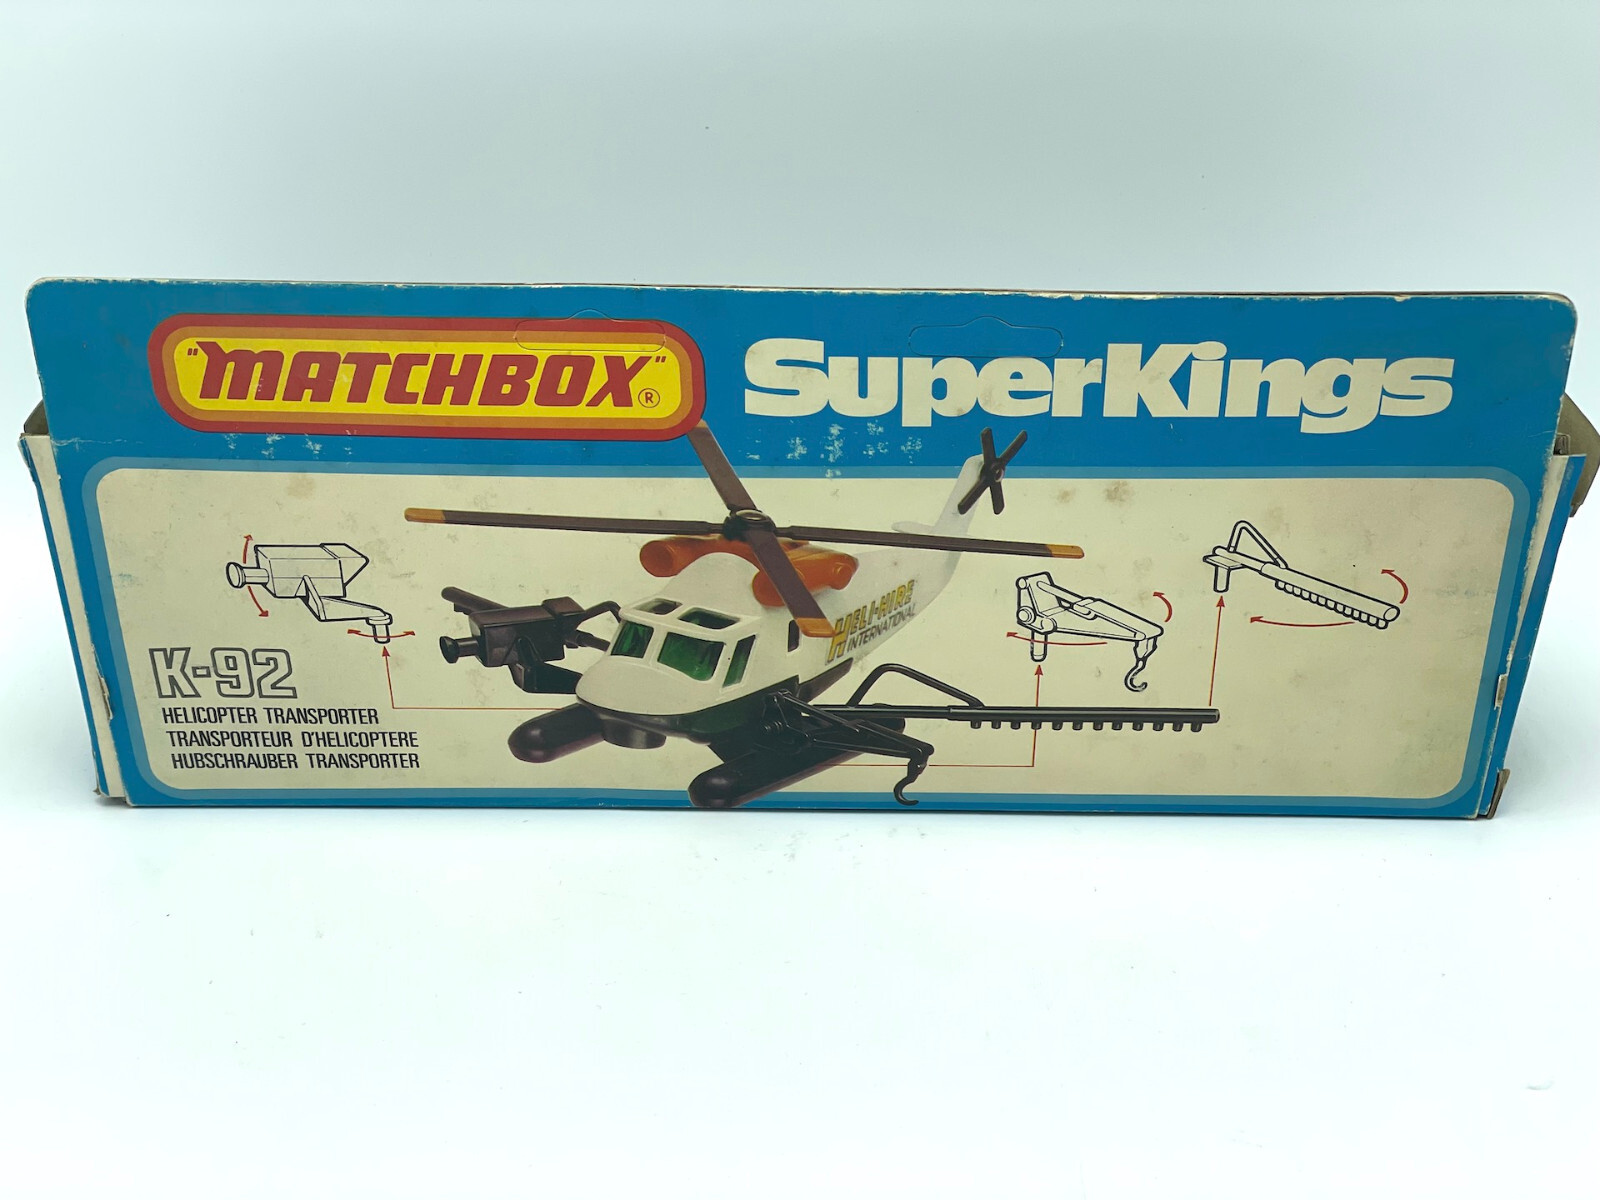 "MATCHBOX"®
SuperKings
HELI-HIRE
INTERNATIONAL
K-92
HELICOPTER TRANSPORTER
TRANSPORTEUR D'HELICOPTERE
HUBSCHRAUBER TRANSPORTER